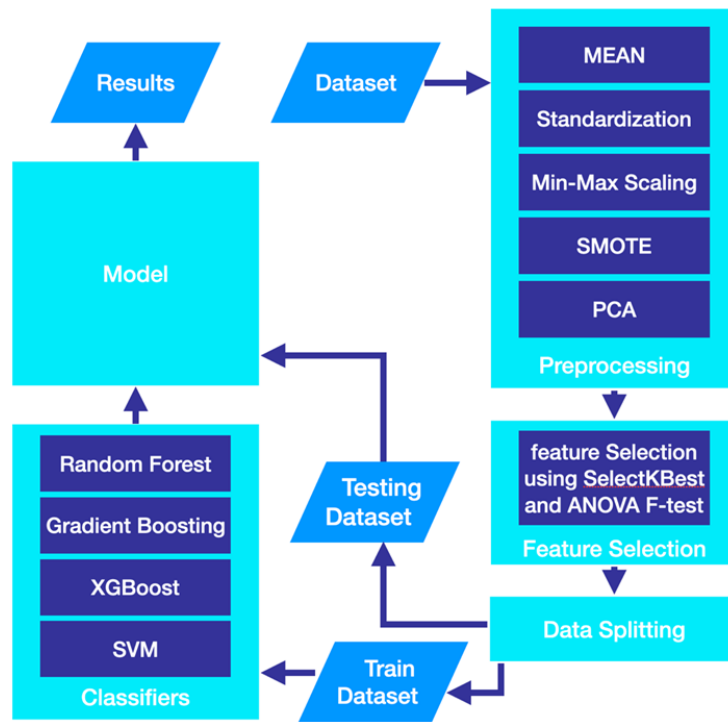 Results
Dataset
MEAN
Standardization
Min-Max Scaling
SMOTE
PCA
Preprocessing
feature Selection
using SelectKBest
and ANOVA F-test
Feature Selection
Data Splitting
Testing
Dataset
Train
Dataset
Random Forest
Gradient Boosting
XGBoost
SVM
Classifiers
Model